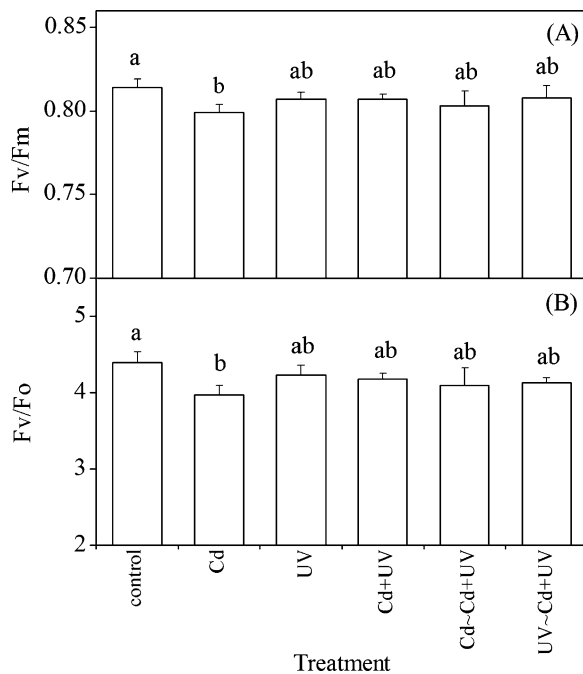 0.85
(A)
a
b
ab
ab
ab
ab
0.80
0.75
0.70
Fv/Fm
(B)
5
a
b
ab
ab
ab
ab
4
3
2
Fv/Fo
control
Cd
UV
Cd+UV
Cd~Cd+UV
UV~Cd+UV
Treatment